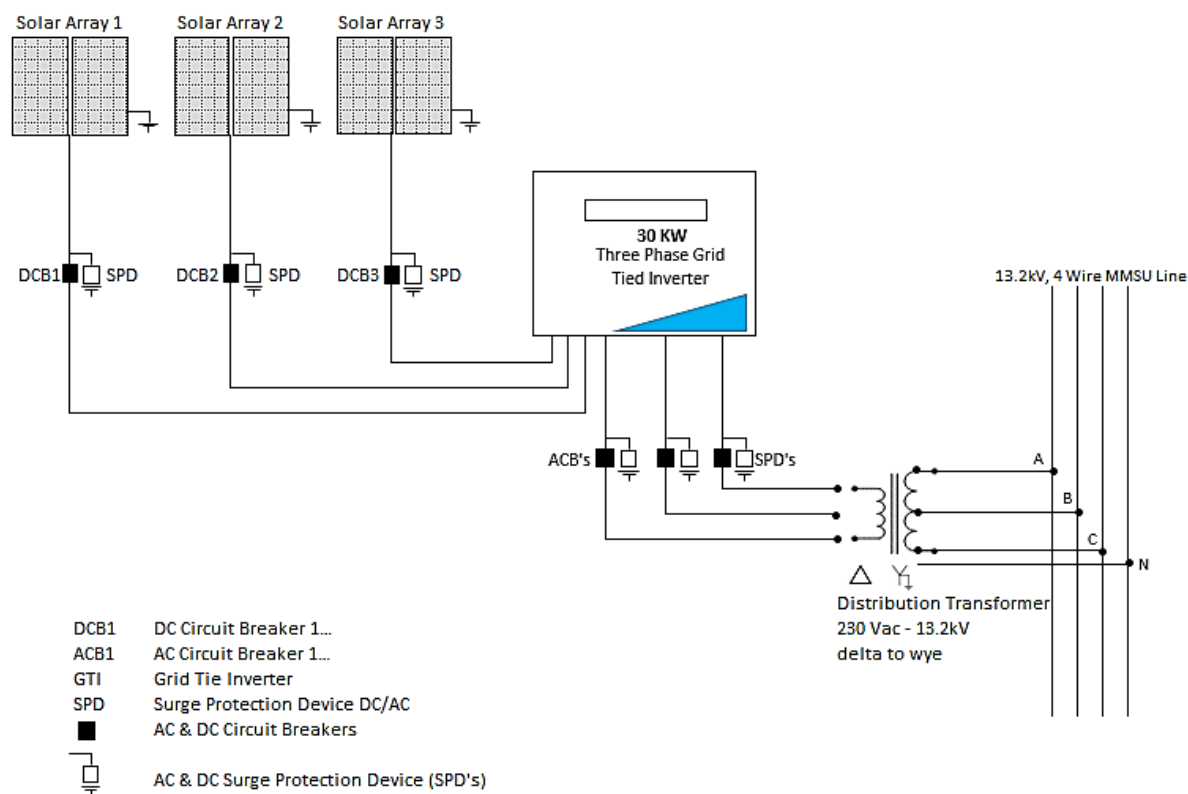 Solar Array 1
Solar Array 2
Solar Array 3
30 KW
Three Phase Grid
Tied Inverter
DCB1
SPD
DCB2
SPD
DCB3
SPD
13.2kV, 4 Wire MMSU Line
ACB's
SPD's
A
B
C
N
Distribution Transformer
230 Vac - 13.2kV
delta to wye
DCB1 DC Circuit Breaker 1...
ACB1 AC Circuit Breaker 1...
GTI Grid Tie Inverter
SPD Surge Protection Device DC/AC
AC & DC Circuit Breakers
AC & DC Surge Protection Device (SPD's)